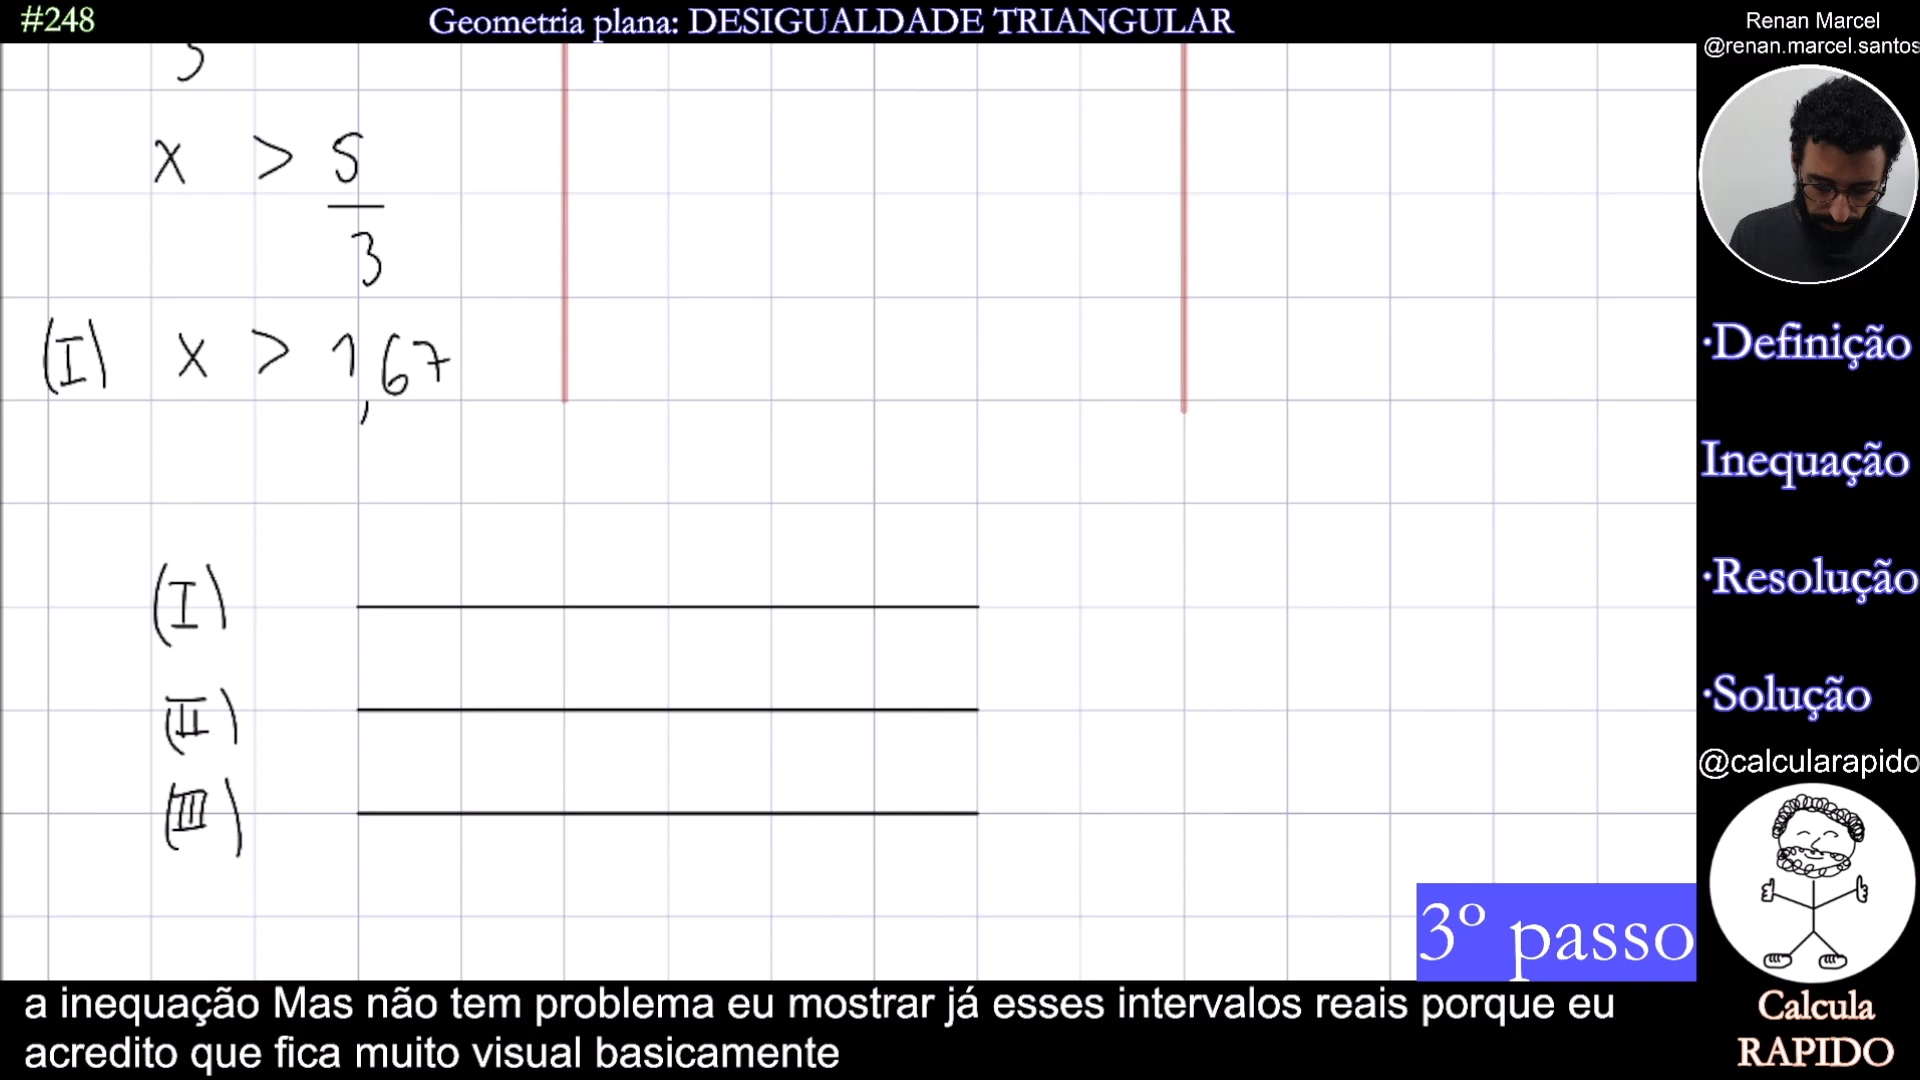 #248
Geometria plana: DESIGUALDADE TRIANGULAR
Renan Marcel
@renan.marcel.santos
x > 5
3
(I) x > 1,67
(I)
(II)
(III)
·Definição
Inequação
·Resolução
·Solução
@calcularapido
3º passo
Calcula
RAPIDO
a inequação Mas não tem problema eu mostrar já esses intervalos reais porque eu
acredito que fica muito visual basicamente